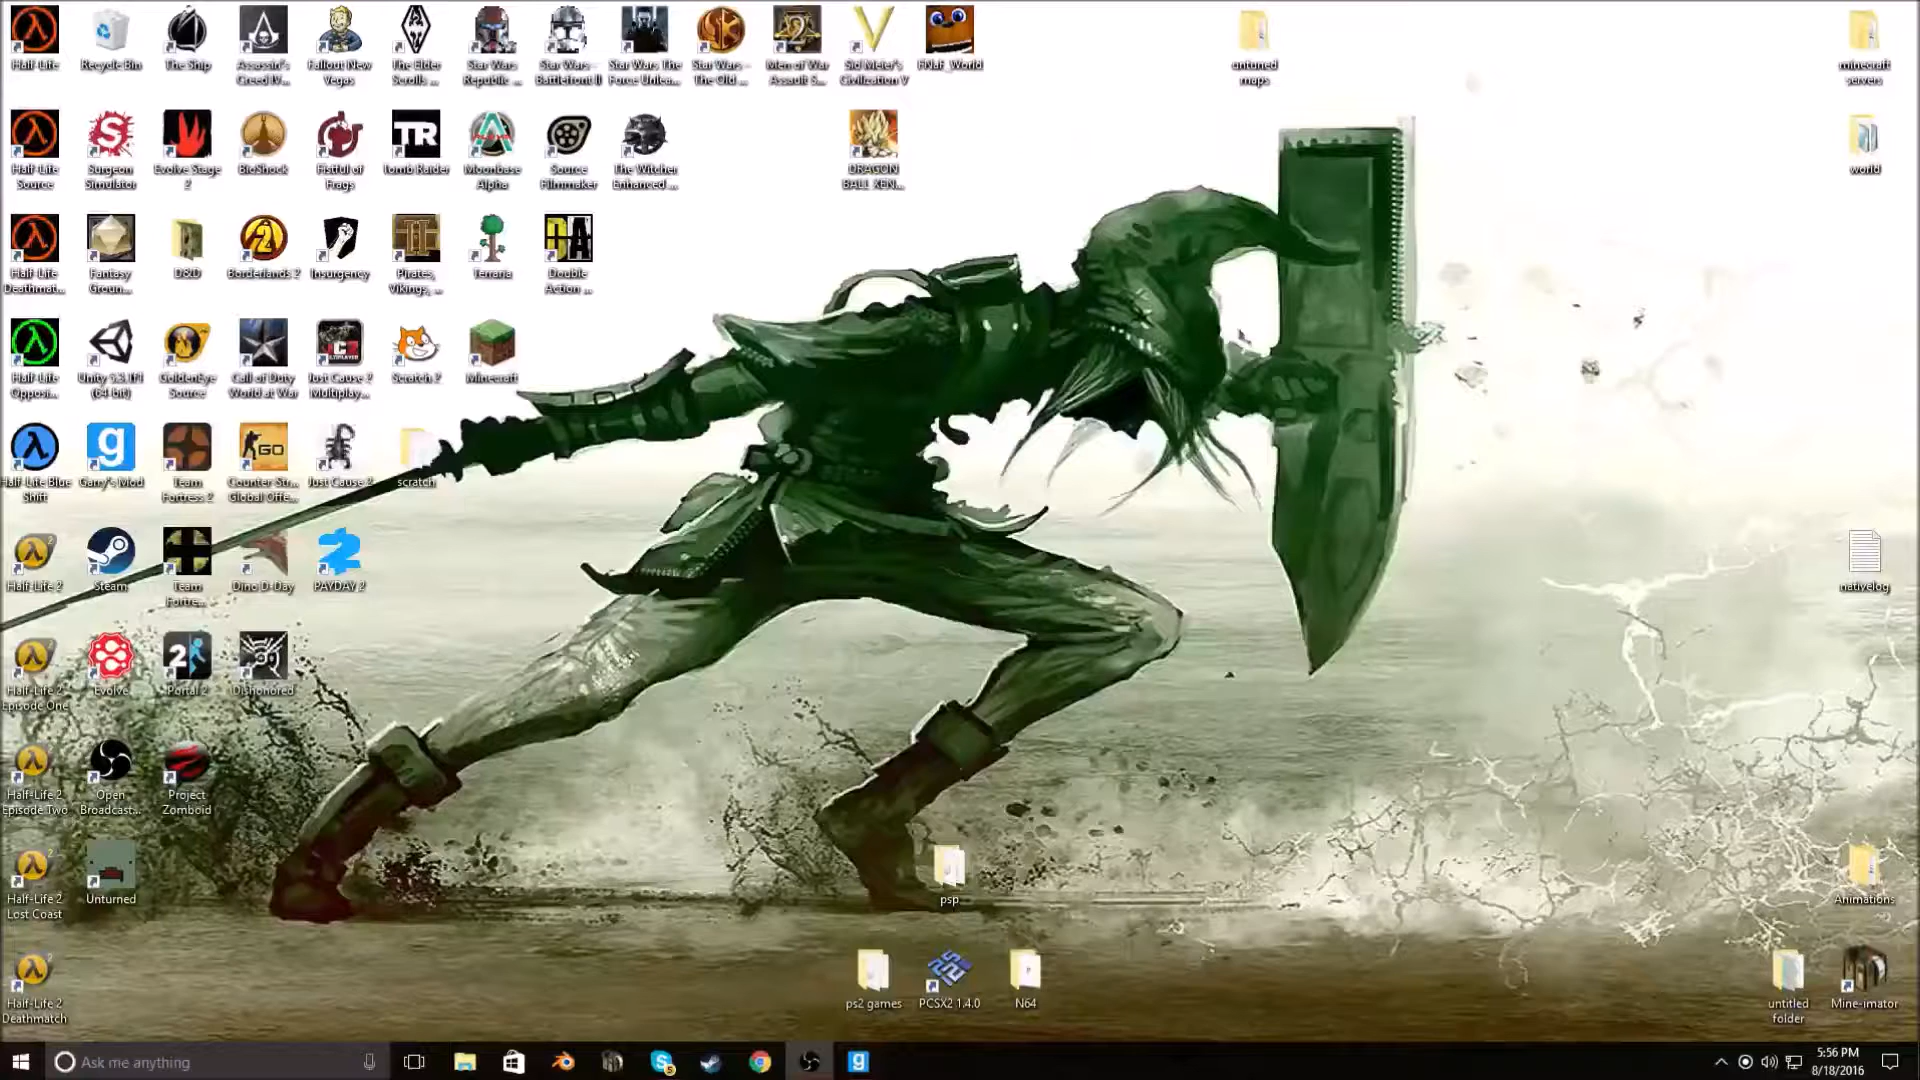 Half-Life
Recycle Bin
The Ship
Assassin's
Creed IV...
Fallout New
Vegas
The Elder
Scrolls ...
Star Wars
Republic ...
Star Wars -
Battlefront II
Star Wars The
Force Unlea...
Star Wars -
The Old ...
Men of War
Assault S...
Sid Meier's
Civilization V
FNaF_World
untuned
maps
minecraft
servers
Half-Life
Source
Surgeon
Simulator
Evolve Stage
2
BioShock
Fistful of
Frags
TR
Tomb Raider
Moonbase
Alpha
Source
Filmmaker
The Witcher
Enhanced ...
DRAGON
BALL XEN...
world
Half-Life
Deathmat...
Fantasy
Groun...
D&D
Borderlands 2
Insurgency
Pirates,
Vikings, ...
Terraria
DA
Double
Action ...
Half-Life
Opposi...
Unity 5.3.1f1
(64-bit)
GoldenEye
Source
Call of Duty
World at War
Just Cause 2
Multiplay...
Scratch 2
Minecraft
Half-Life Blue
Shift
g
Garry's Mod
Team
Fortress 2
GO
Counter Str...
Global Offe...
Just Cause 2
scratch
Half-Life 2
Steam
Team
Fortre...
Dino D-Day
2
PAYDAY 2
nativelog
Half-Life 2
Episode One
Evolve
2
Portal 2
Dishonored
Half-Life 2
Episode Two
Open
Broadcast...
Project
Zomboid
Half-Life 2
Lost Coast
Unturned
psp
Animations
Half-Life 2
Deathmatch
ps2 games
PCSX2 1.4.0
N64
untitled
folder
Mine-imator
Ask me anything
5:56 PM
8/18/2016